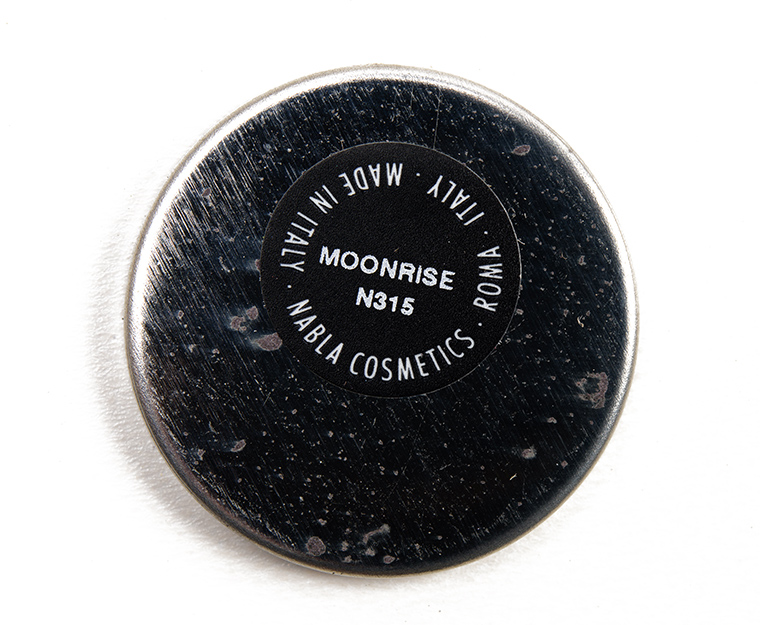 MOONRISE
N315
NABLA COSMETICS · ROMA · ITALY · MADE IN ITALY ·